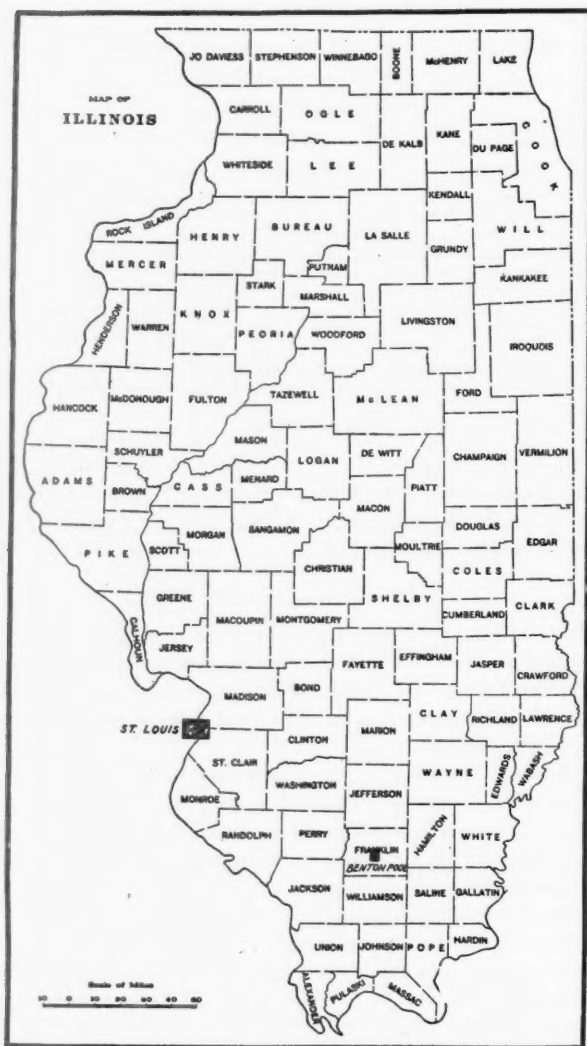 MAP OF
ILLINOIS
JO DAVIESS
STEPHENSON
WINNEBAGO
BOONE
McHENRY
LAKE
CARROLL
OGLE
DE KALB
KANE
COOK
DU PAGE
WHITESIDE
LEE
KENDALL
WILL
ROCK ISLAND
HENRY
BUREAU
LA SALLE
GRUNDY
MERCER
PUTNAM
KANKAKEE
STARK
MARSHALL
HENDERSON
WARREN
KNOX
PEORIA
WOODFORD
LIVINGSTON
IROQUOIS
HANCOCK
McDONOUGH
FULTON
TAZEWELL
McLEAN
FORD
MASON
SCHUYLER
LOGAN
DE WITT
CHAMPAIGN
VERMILION
ADAMS
BROWN
CASS
MENARD
PIATT
MACON
MORGAN
SANGAMON
DOUGLAS
EDGAR
PIKE
SCOTT
MOULTRIE
CHRISTIAN
COLES
GREENE
SHELBY
CLARK
MACOUPIN
MONTGOMERY
CUMBERLAND
CALHOUN
JERSEY
FAYETTE
EFFINGHAM
JASPER
CRAWFORD
MADISON
BOND
CLAY
RICHLAND
LAWRENCE
ST. LOUIS
MARION
CLINTON
ST. CLAIR
WAYNE
EDWARDS
WABASH
WASHINGTON
JEFFERSON
MONROE
RANDOLPH
PERRY
HAMILTON
WHITE
FRANKLIN
BENTON POOL
JACKSON
WILLIAMSON
SALINE
GALLATIN
UNION
JOHNSON
POPE
HARDIN
ALEXANDER
PULASKI
MASSAC
Scale of Miles
10 0 20 40 60